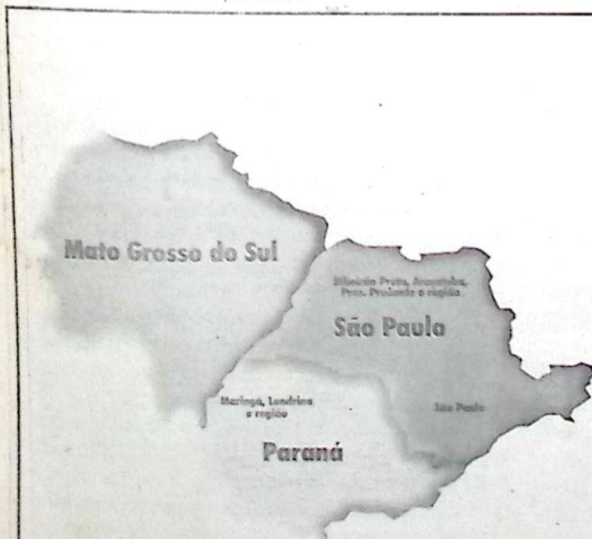 Mato Grosso do Sul
Ribeirão Preto, Araçatuba,
Pres. Prudente e região
São Paulo
Maringá, Londrina
e região
São Paulo
Paraná